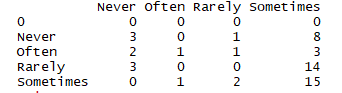 Never Often Rarely Sometimes
0 0 0 0 0
Never 3 0 1 8
Often 2 1 1 3
Rarely 3 0 0 14
Sometimes 0 1 2 15